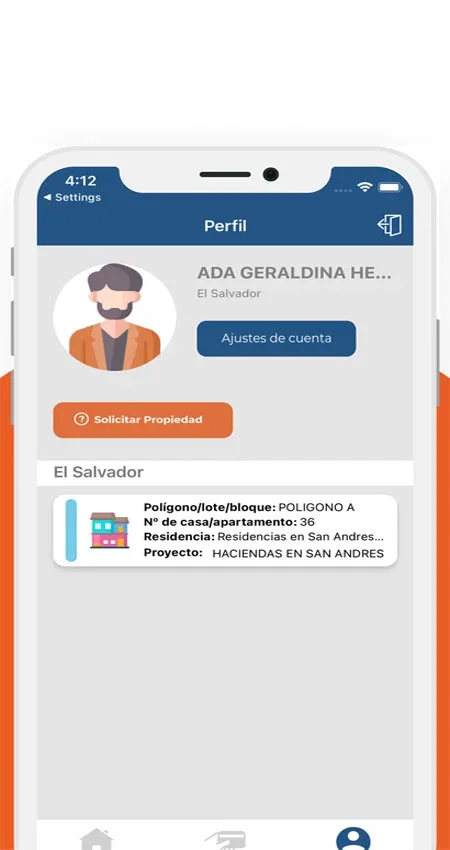 4:12
◀ Settings
Perfil
ADA GERALDINA HE...
El Salvador
Ajustes de cuenta
Solicitar Propiedad
El Salvador
Polígono/lote/bloque: POLIGONO A
Nº de casa/apartamento: 36
Residencia: Residencias en San Andres...
Proyecto: HACIENDAS EN SAN ANDRES